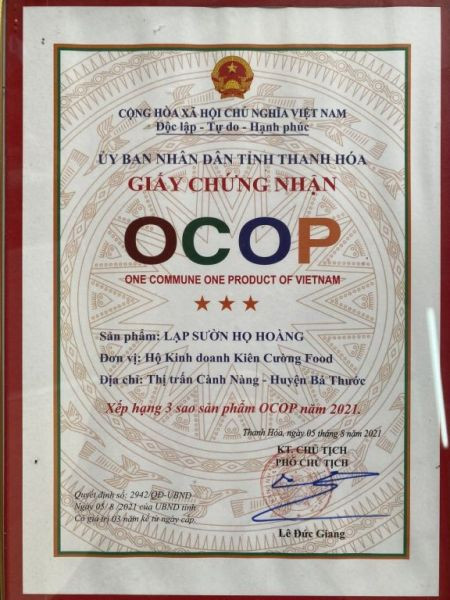 CỘNG HÒA XÃ HỘI CHỦ NGHĨA VIỆT NAM
Độc lập - Tự do - Hạnh phúc
ỦY BAN NHÂN DÂN TỈNH THANH HÓA
GIẤY CHỨNG NHẬN
OCOP
ONE COMMUNE ONE PRODUCT OF VIETNAM
Sản phẩm: LẠP SƯỜN HỌ HOÀNG
Đơn vị: Hộ Kinh doanh Kiên Cường Food
Địa chỉ: Thị trấn Cành Nàng - Huyện Bá Thước
Xếp hạng 3 sao sản phẩm OCOP năm 2021.
Thanh Hóa, ngày 05 tháng 8 năm 2021
KT. CHỦ TỊCH
PHÓ CHỦ TỊCH
Quyết định số: 2942/QĐ-UBND
Ngày 05/ 8 /2021 của UBND tỉnh
Có giá trị 03 năm kể từ ngày cấp.
Lê Đức Giang